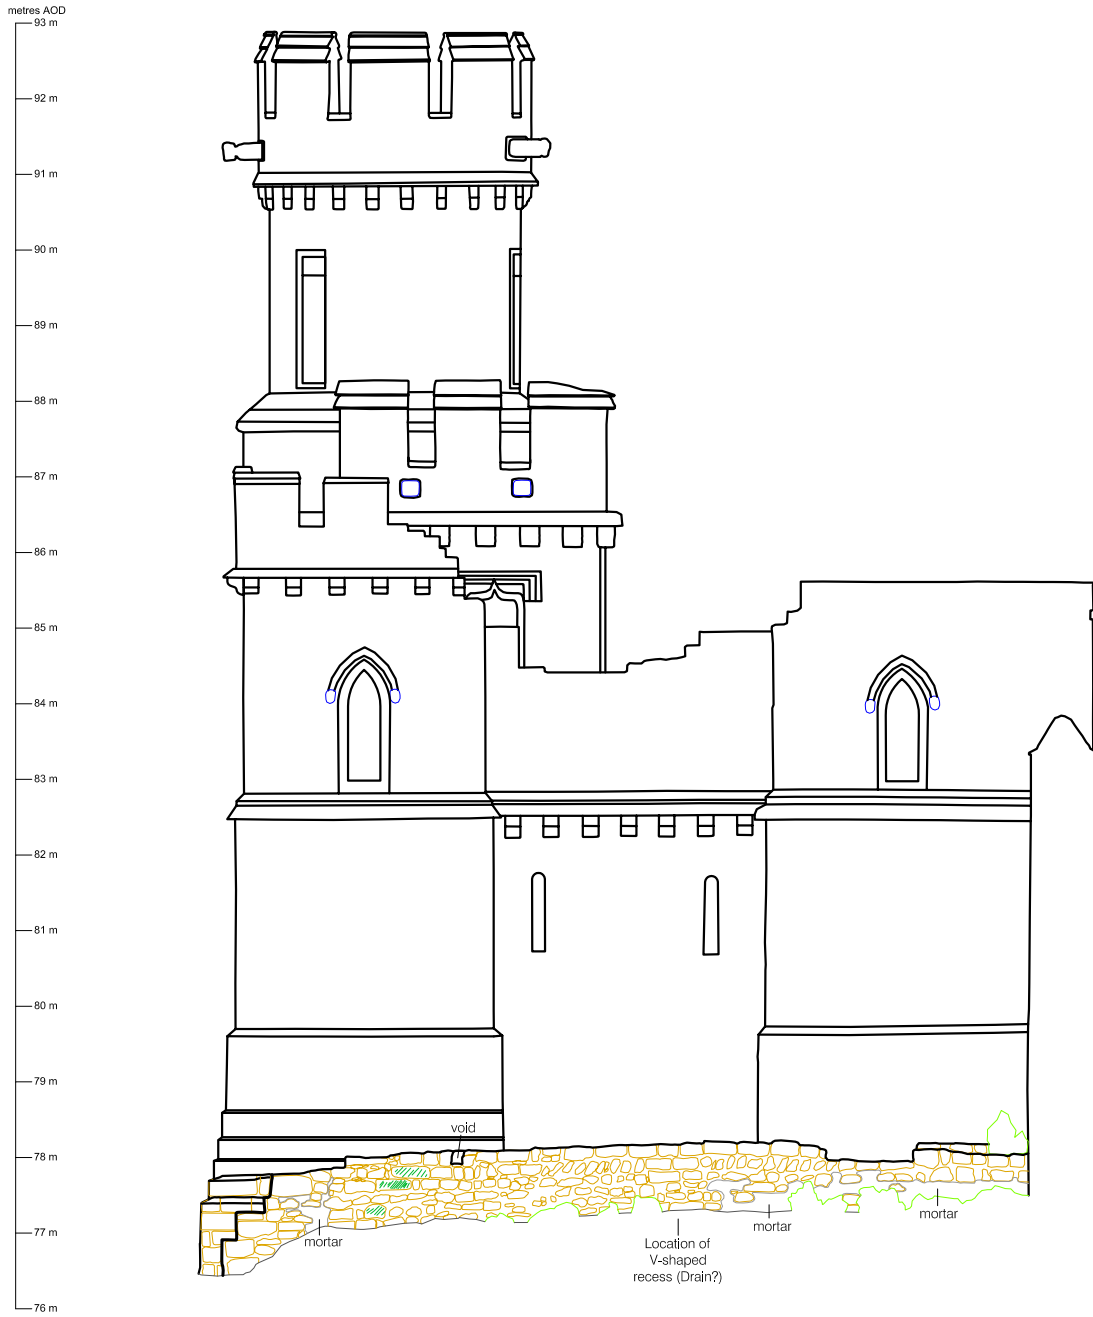 metres AOD
93 m
92 m
91 m
90 m
89 m
88 m
87 m
86 m
85 m
84 m
83 m
82 m
81 m
80 m
79 m
void
78 m
77 m
mortar
mortar
mortar
Location of
V-shaped
recess (Drain?)
76 m